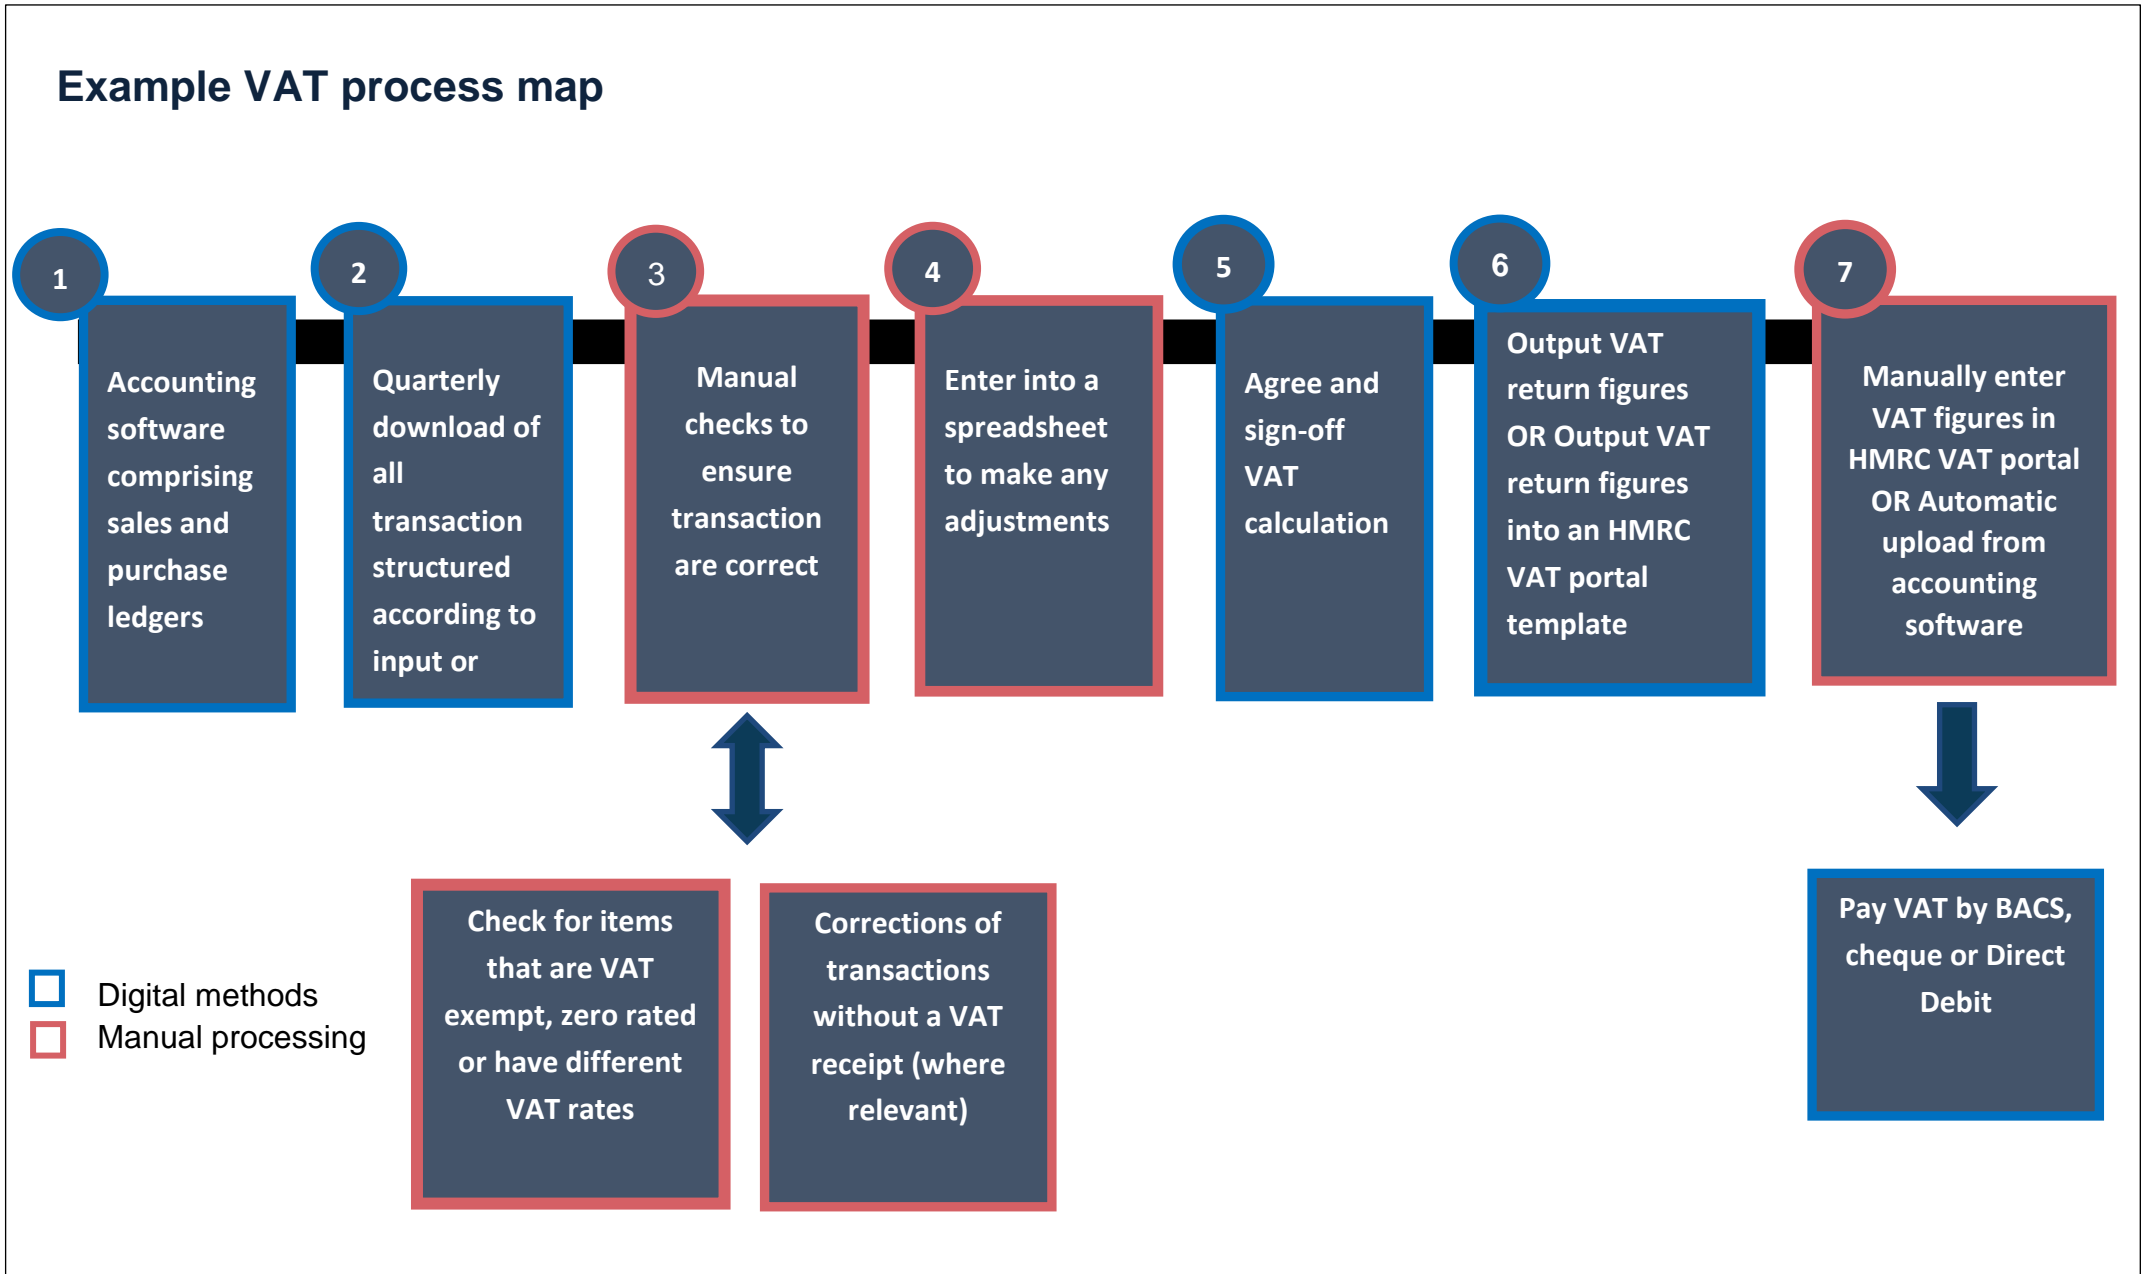 Example VAT process map
1
Accounting
software
comprising
sales and
purchase
ledgers
2
Quarterly
download of
all
transaction
structured
according to
input or
3
Manual
checks to
ensure
transaction
are correct
4
Enter into a
spreadsheet
to make any
adjustments
5
Agree and
sign-off
VAT
calculation
6
Output VAT
return figures
OR Output VAT
return figures
into an HMRC
VAT portal
template
7
Manually enter
VAT figures in
HMRC VAT portal
OR Automatic
upload from
accounting
software
Check for items
that are VAT
exempt, zero rated
or have different
VAT rates
Corrections of
transactions
without a VAT
receipt (where
relevant)
Pay VAT by BACS,
cheque or Direct
Debit
Digital methods
Manual processing